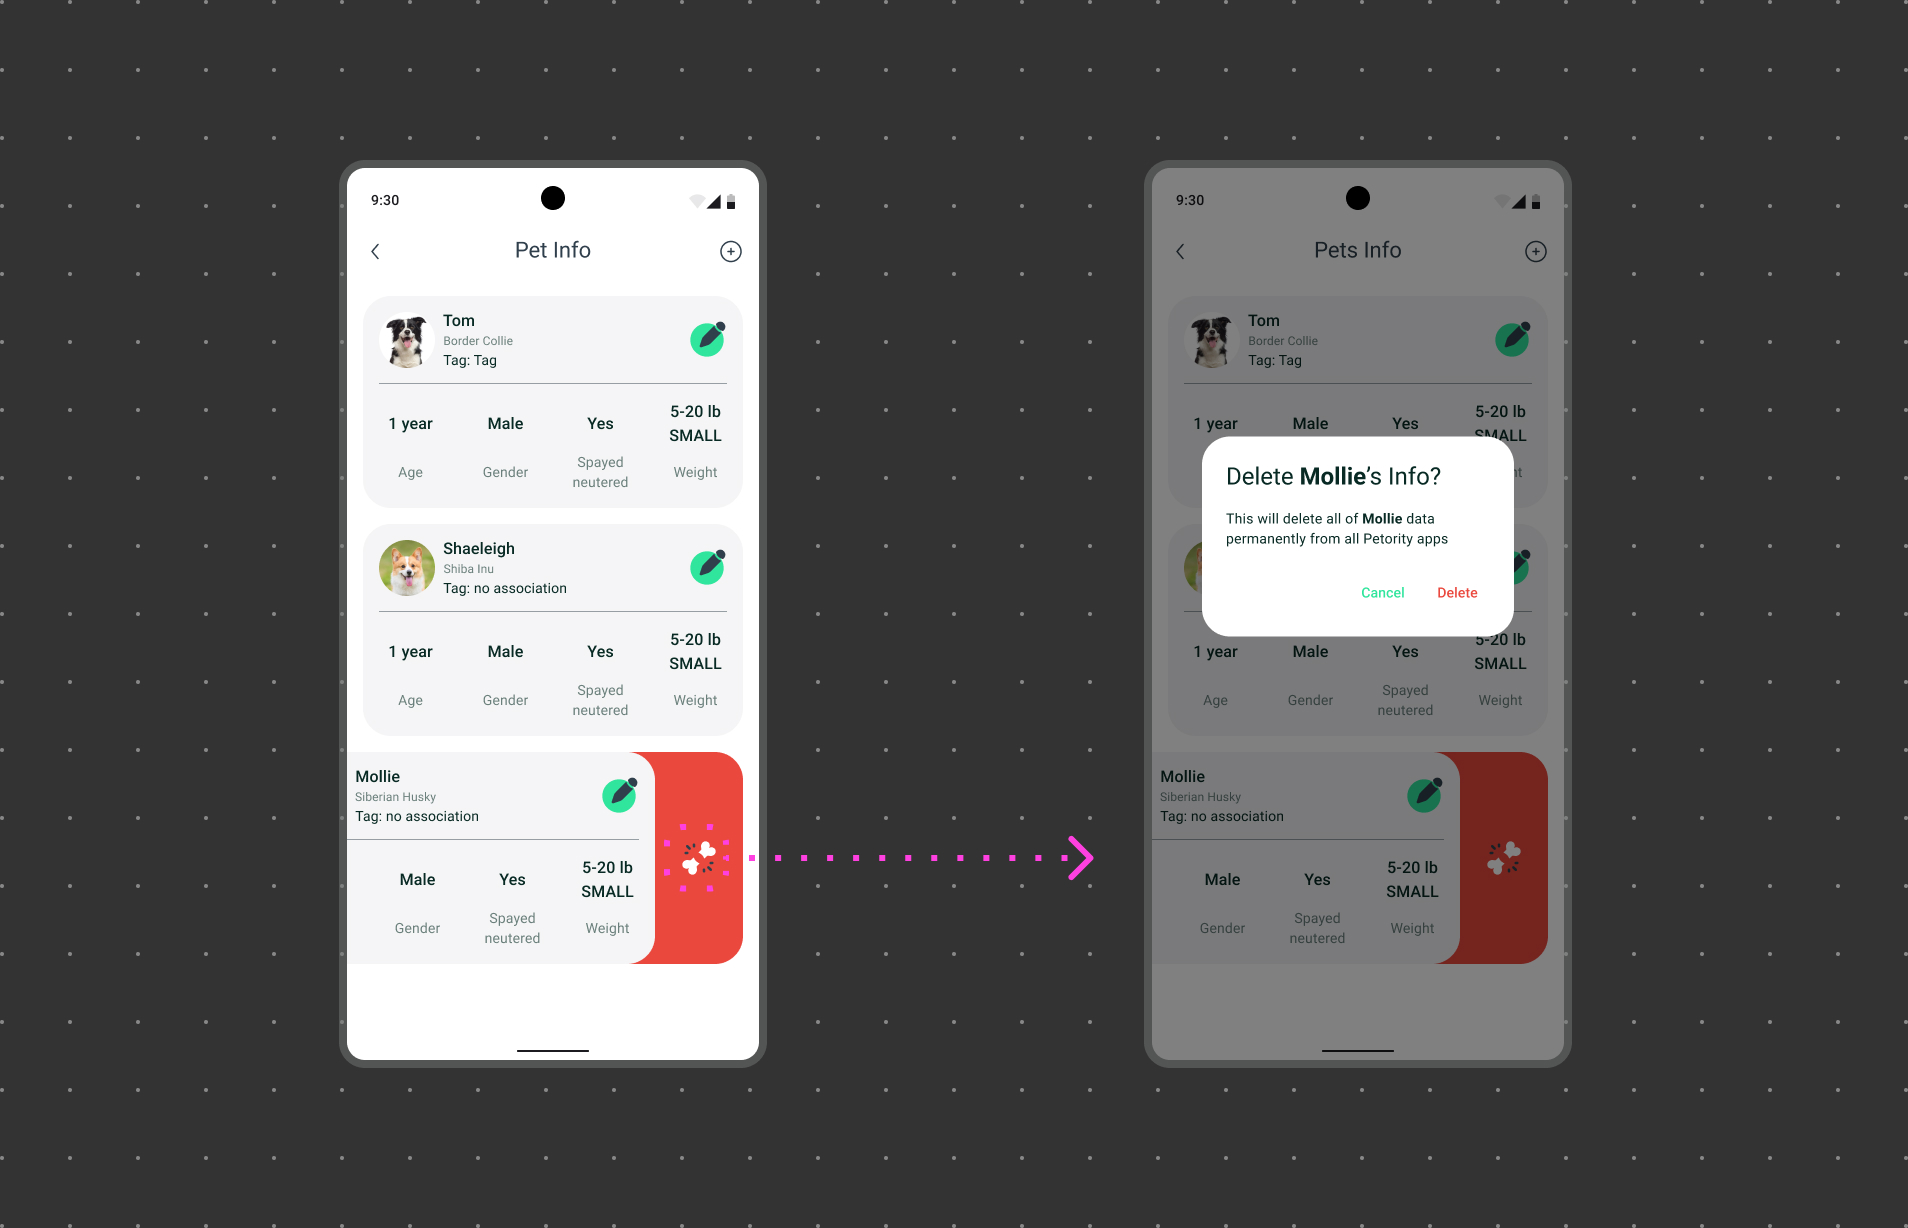 9:30
Pet Info
Tom
Border Collie
Tag: Tag
1 year
Male
Yes
5-20 lb
SMALL
Age
Gender
Spayed
neutered
Weight
Shaeleigh
Shiba Inu
Tag: no association
1 year
Male
Yes
5-20 lb
SMALL
Age
Gender
Spayed
neutered
Weight
Mollie
Siberian Husky
Tag: no association
Male
Yes
5-20 lb
SMALL
Gender
Spayed
neutered
Weight
9:30
Pets Info
Tom
Border Collie
Tag: Tag
1 year
Male
Yes
5-20 lb
SMALL
Delete Mollie's Info?
This will delete all of Mollie data
permanently from all Petority apps
Cancel
Delete
1 year
Male
Yes
5-20 lb
SMALL
Age
Gender
Spayed
neutered
Weight
Mollie
Siberian Husky
Tag: no association
Male
Yes
5-20 lb
SMALL
Gender
Spayed
neutered
Weight